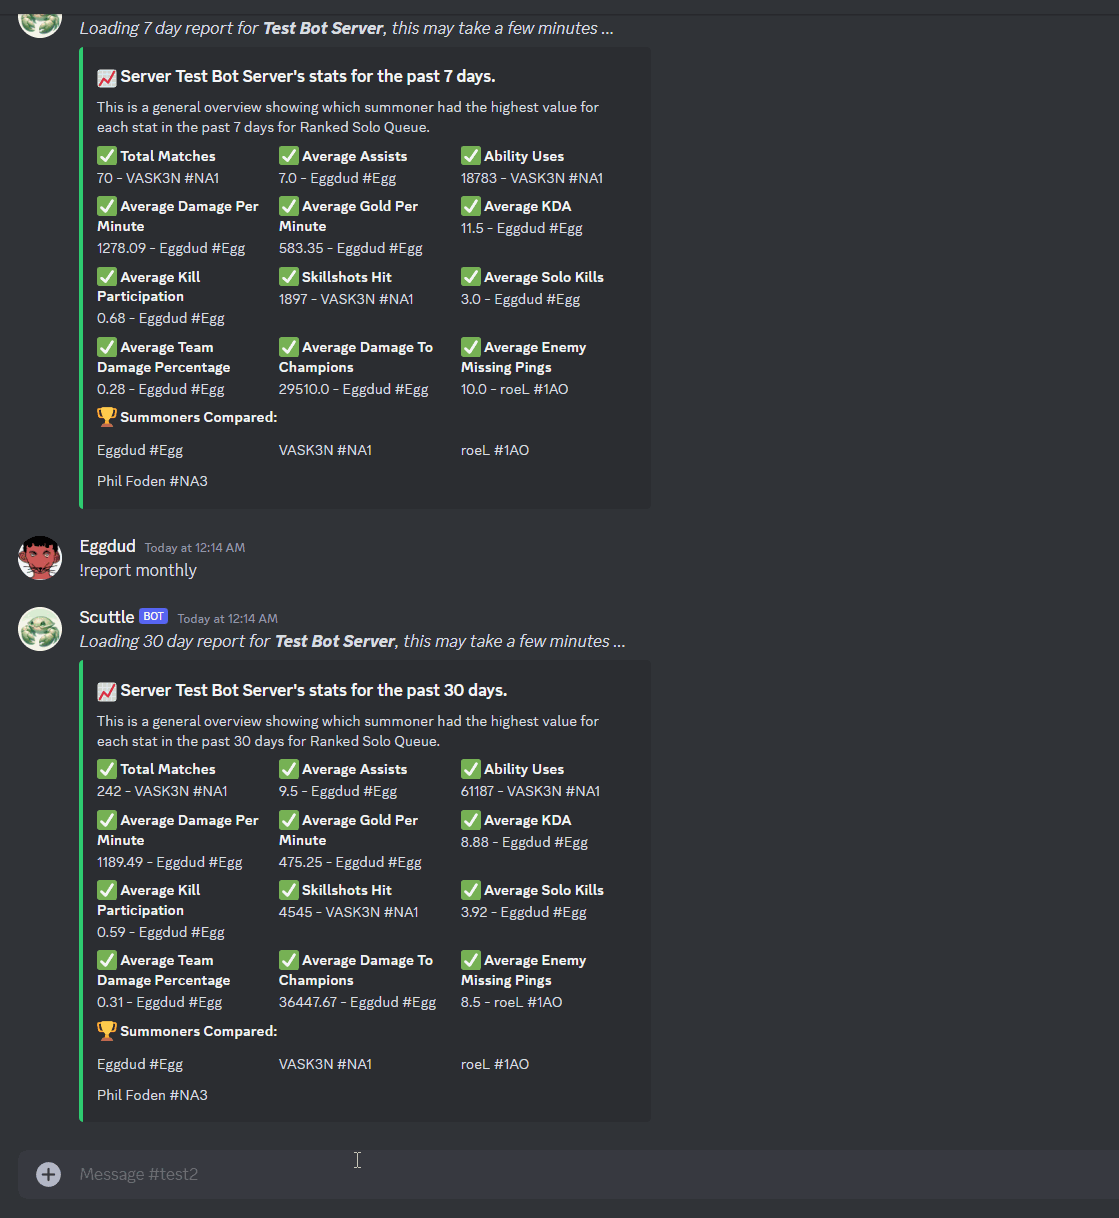 Loading 7 day report for Test Bot Server, this may take a few minutes ...
Server Test Bot Server's stats for the past 7 days.
This is a general overview showing which summoner had the highest value for
each stat in the past 7 days for Ranked Solo Queue.
Total Matches
70 - VASK3N #NA1
Average Assists
7.0 - Eggdud #Egg
Ability Uses
18783 - VASK3N #NA1
Average Damage Per
Minute
1278.09 - Eggdud #Egg
Average Gold Per
Minute
583.35 - Eggdud #Egg
Average KDA
11.5 - Eggdud #Egg
Average Kill
Participation
0.68 - Eggdud #Egg
Skillshots Hit
1897 - VASK3N #NA1
Average Solo Kills
3.0 - Eggdud #Egg
Average Team
Damage Percentage
0.28 - Eggdud #Egg
Average Damage To
Champions
29510.0 - Eggdud #Egg
Average Enemy
Missing Pings
10.0 - roeL #1AO
Summoners Compared:
Eggdud #Egg
VASK3N #NA1
roeL #1AO
Phil Foden #NA3
Eggdud Today at 12:14 AM
!report monthly
Scuttle BOT Today at 12:14 AM
Loading 30 day report for Test Bot Server, this may take a few minutes ...
Server Test Bot Server's stats for the past 30 days.
This is a general overview showing which summoner had the highest value for
each stat in the past 30 days for Ranked Solo Queue.
Total Matches
242 - VASK3N #NA1
Average Assists
9.5 - Eggdud #Egg
Ability Uses
61187 - VASK3N #NA1
Average Damage Per
Minute
1189.49 - Eggdud #Egg
Average Gold Per
Minute
475.25 - Eggdud #Egg
Average KDA
8.88 - Eggdud #Egg
Average Kill
Participation
0.59 - Eggdud #Egg
Skillshots Hit
4545 - VASK3N #NA1
Average Solo Kills
3.92 - Eggdud #Egg
Average Team
Damage Percentage
0.31 - Eggdud #Egg
Average Damage To
Champions
36447.67 - Eggdud #Egg
Average Enemy
Missing Pings
8.5 - roeL #1AO
Summoners Compared:
Eggdud #Egg
VASK3N #NA1
roeL #1AO
Phil Foden #NA3
Message #test2